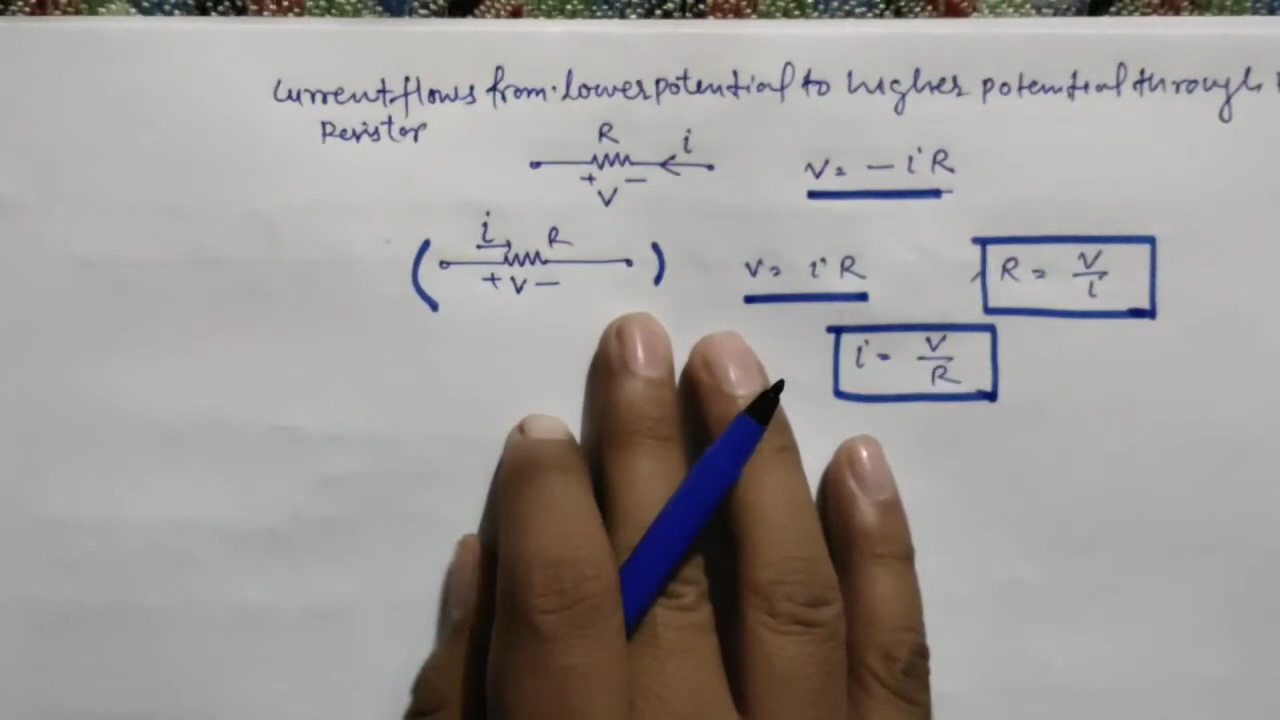 Current flows from lower potential to higher potential through
Resistor
R
i
+ -
V
V = - i R
i
R
+ V -
V = i R
R = V/i
i = V/R